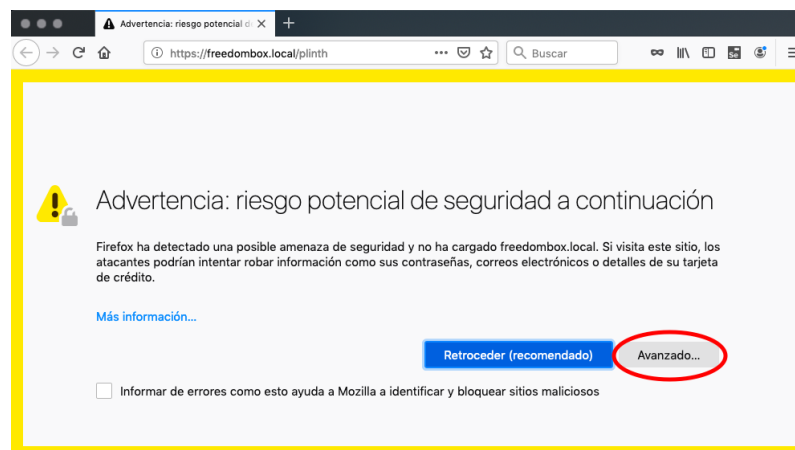 Advertencia: riesgo potencial de
https://freedombox.local/plinth
Buscar
Se
Advertencia: riesgo potencial de seguridad a continuación
Firefox ha detectado una posible amenaza de seguridad y no ha cargado freedombox.local. Si visita este sitio, los
atacantes podrían intentar robar información como sus contraseñas, correos electrónicos o detalles de su tarjeta
de crédito.
Más información...
Retroceder (recomendado)
Avanzado...
Informar de errores como esto ayuda a Mozilla a identificar y bloquear sitios maliciosos